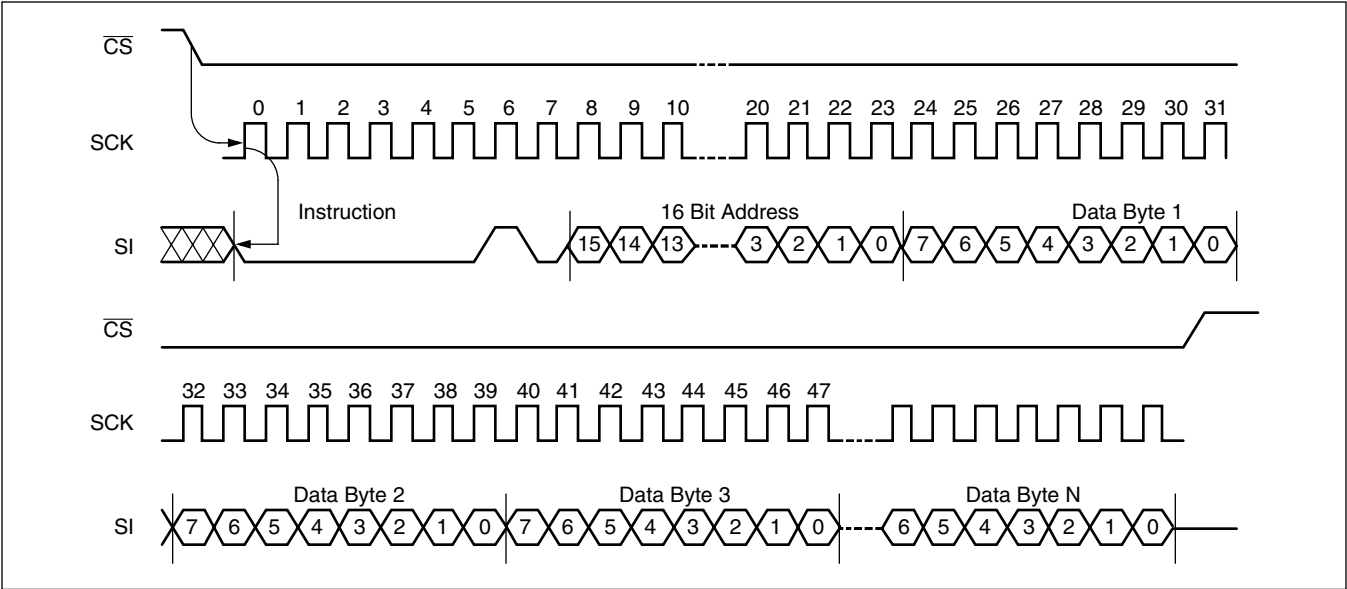 CS
0 1 2 3 4 5 6 7 8 9 10 20 21 22 23 24 25 26 27 28 29 30 31
SCK
Instruction 16 Bit Address Data Byte 1
SI 15 14 13 3 2 1 0 7 6 5 4 3 2 1 0
CS
32 33 34 35 36 37 38 39 40 41 42 43 44 45 46 47
SCK
Data Byte 2 Data Byte 3 Data Byte N
SI 7 6 5 4 3 2 1 0 7 6 5 4 3 2 1 0 6 5 4 3 2 1 0